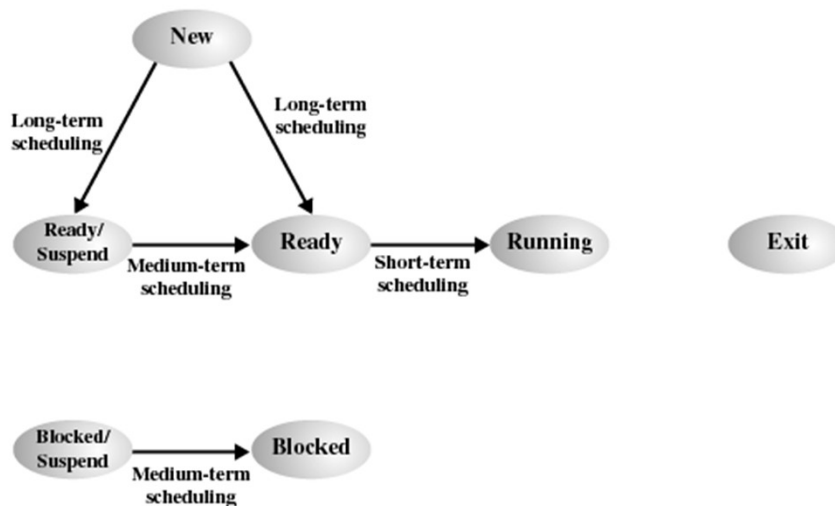 New
Long-term
scheduling
Long-term
scheduling
Ready/
Suspend
Ready
Running
Exit
Medium-term
scheduling
Short-term
scheduling
Blocked/
Suspend
Blocked
Medium-term
scheduling